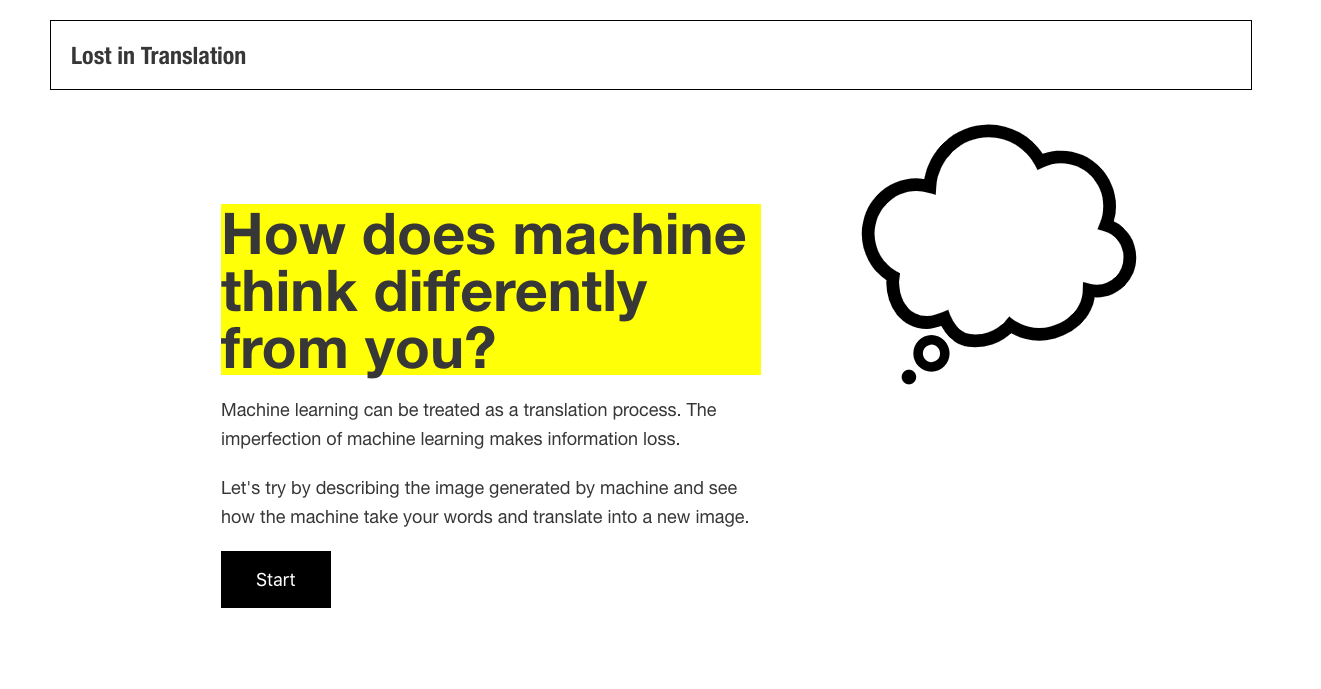 Lost in Translation
How does machine
think differently
from you?
Machine learning can be treated as a translation process. The
imperfection of machine learning makes information loss.
Let's try by describing the image generated by machine and see
how the machine take your words and translate into a new image.
Start